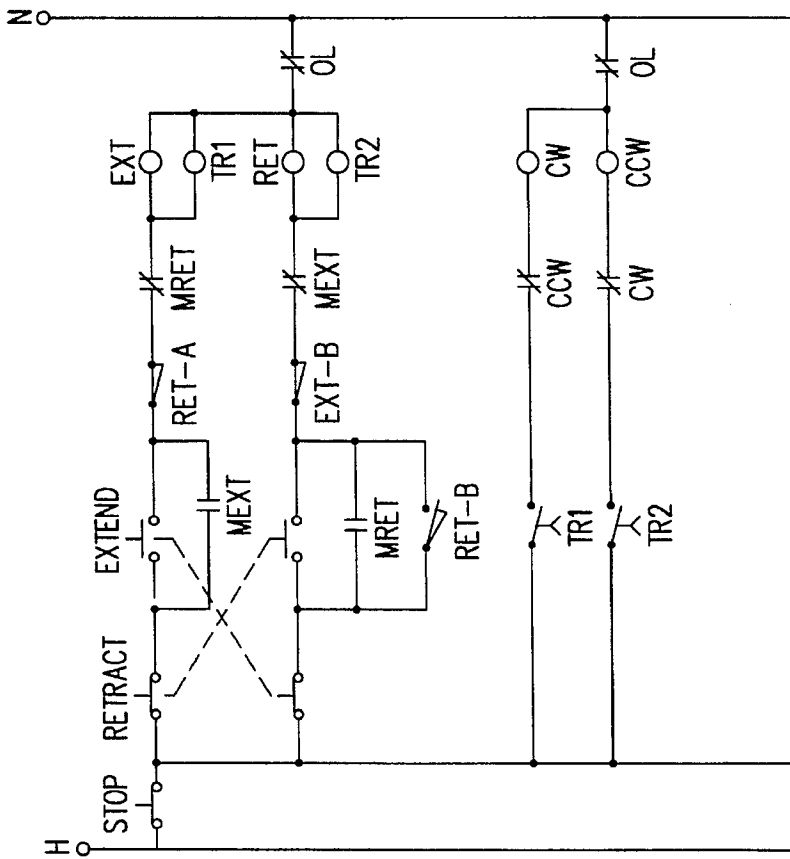 H
N
STOP
RETRACT
EXTEND
MEXT
RET-A
MRET
EXT
TR1
OL
MRET
RET-B
EXT-B
MEXT
RET
TR2
TR1
CCW
CW
OL
TR2
CW
CCW